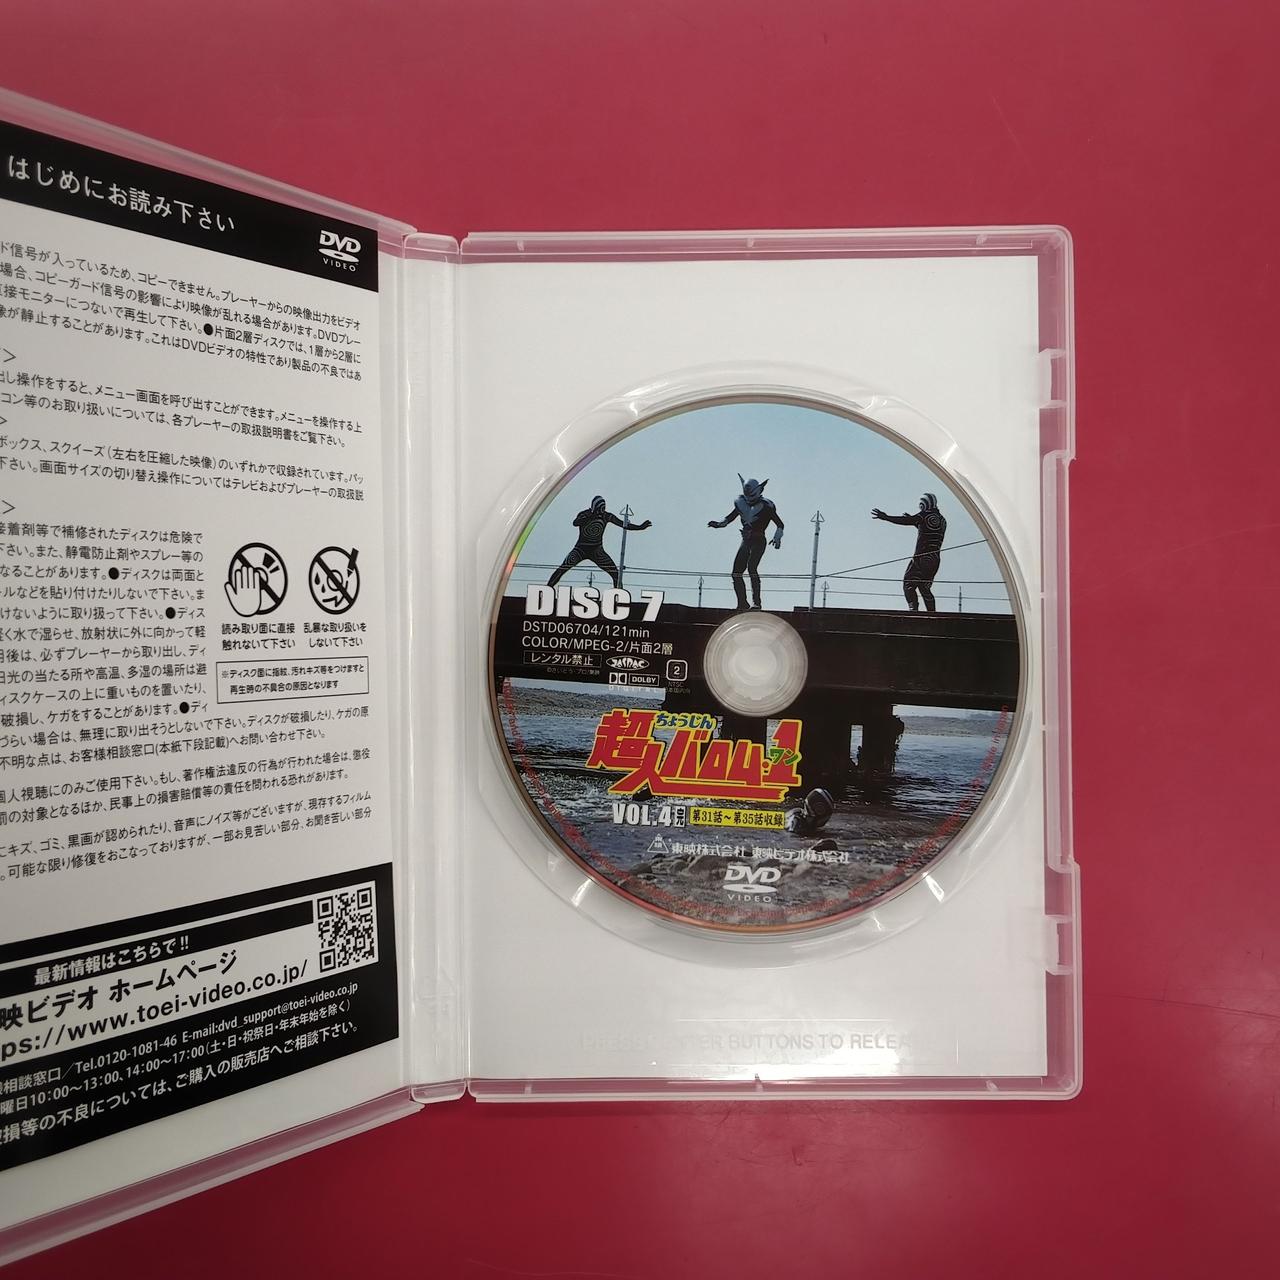 はじめにお読み下さい
DVD
VIDEO
ド信号が入っているため、コピーできません。プレーヤーからの映像出力をビデオ
場合、コピーガード信号の影響により映像が乱れる場合があります。DVDプレー
直接モニターにつないで再生して下さい。●片面2層ディスクでは、1層から2層に
像が静止することがあります。これはDVDビデオの特性であり製品の不良ではあ
>
出し操作をすると、メニュー画面を呼び出すことができます。メニューを操作する上
コン等のお取り扱いについては、各プレーヤーの取扱説明書をご覧下さい。
>
ボックス、スクイーズ(左右を圧縮した映像)のいずれかで収録されています。パッ
下さい。画面サイズの切り替え操作についてはテレビおよびプレーヤーの取扱説
>
接着剤等で補修されたディスクは危険で
下さい。また、静電防止剤やスプレー等の
なることがあります。●ディスクは両面と
ールなどを貼り付けたりしないで下さい。ま
けないように取り扱って下さい。●ディス
軽く水で湿らせ、放射状に外に向かって軽
用後は、必ずプレーヤーから取り出し、ディ
日光の当たる所や高温、多湿の場所は避
ディスクケースの上に重いものを置いたり、
破損し、ケガをすることがあります。●ディ
づらい場合は、無理に取り出そうとしないで下さい。ディスクが破損したり、ケガの原
不明な点は、お客様相談窓口(本紙下段記載)へお問い合わせ下さい。
読み取り面に直接
触れないで下さい
乱暴な取り扱いを
しないで下さい
※ディスク面に指紋、汚れキズ等をつけますと
再生時の不具合の原因となります
個人視聴にのみご使用下さい。もし、著作権法違反の行為が行われた場合は、懲役
罰の対象となるほか、民事上の損害賠償等の責任を問われる恐れがあります。
にキズ、ゴミ、黒画が認められたり、音声にノイズ等がございますが、現存するフィルム
。可能な限り修復をおこなっておりますが、一部お見苦しい部分、お聞き苦しい部分
最新情報はこちらで!!
映ビデオ ホームページ
ps://www.toei-video.co.jp/
相談窓口/Tel.0120-1081-46 E-mail:dvd_support@toei-video.co.jp
曜日10:00〜13:00、14:00〜17:00(土・日・祝祭日・年末年始を除く)
破損等の不良については、ご購入の販売店へご相談下さい。
DISC 7
DSTD06704/121min
COLOR/MPEG-2/片面2層
レンタル禁止
JASRAC
DOLBY
DIGITAL
2
NTSC
日本国内向
ちょうじん
超人バロム・1
ワン
VOL.4 完 第31話〜第35話収録
東映株式会社 東映ビデオ株式会社
DVD
VIDEO